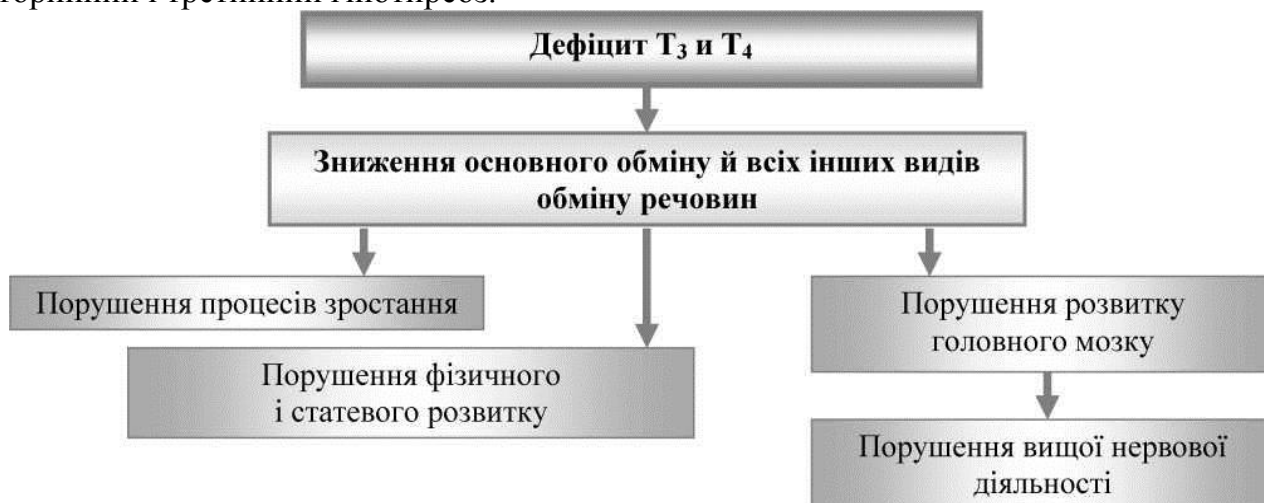 Дефіцит Т₃ и Т₄
Зниження основного обміну й всіх інших видів
обміну речовин
Порушення процесів зростання
Порушення фізичного
і статевого розвитку
Порушення розвитку
головного мозку
Порушення вищої нервової
діяльності